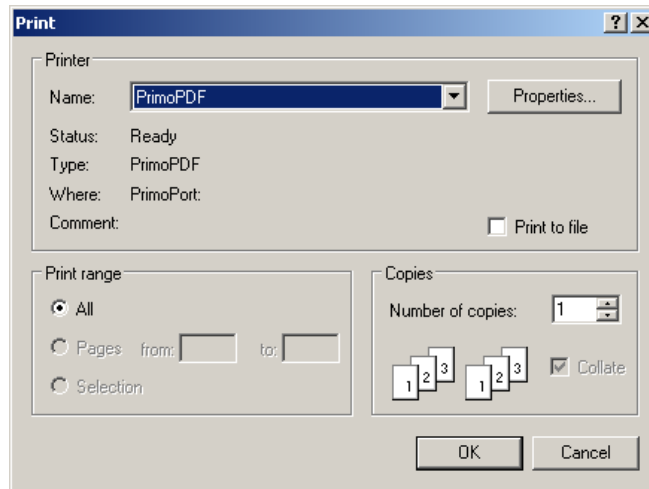 Print
Printer
Name: PrimoPDF Properties...
Status: Ready
Type: PrimoPDF
Where: PrimoPort:
Comment: Print to file
Print range
All
Pages from: to:
Selection
Copies
Number of copies: 1
1 2 3 1 2 3 Collate
OK Cancel